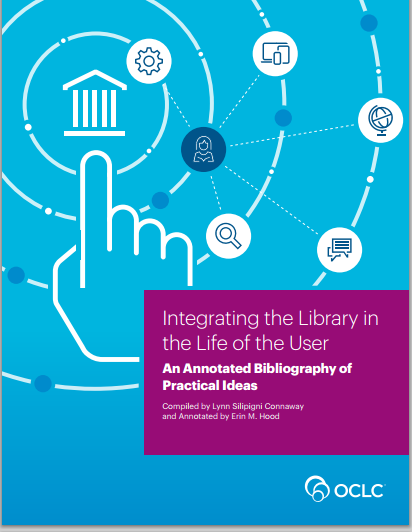 Integrating the Library in
the Life of the User
An Annotated Bibliography of
Practical Ideas
Compiled by Lynn Silipigni Connaway
and Annotated by Erin M. Hood
OCLC